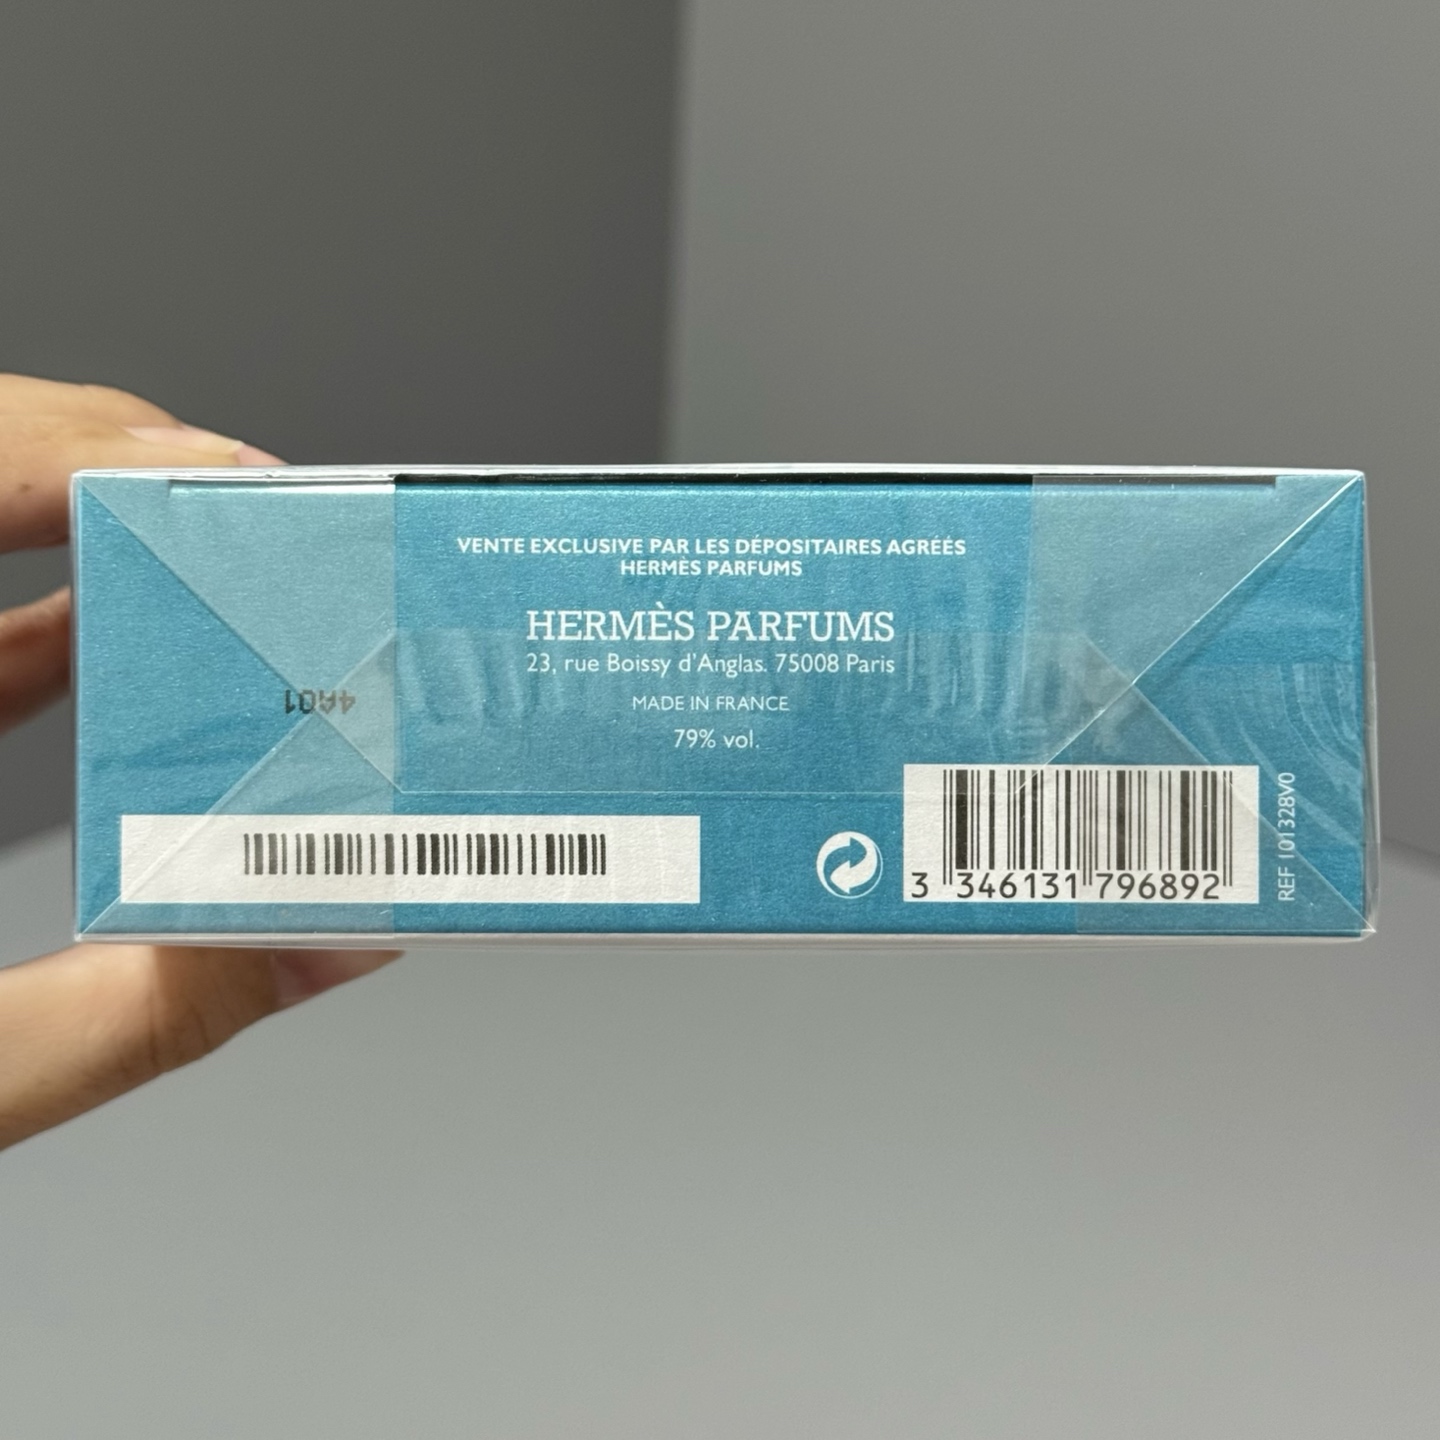 VENTE EXCLUSIVE PAR LES DÉPOSITAIRES AGRÉÉS
HERMÈS PARFUMS
HERMÈS PARFUMS
23, rue Boissy d'Anglas. 75008 Paris
MADE IN FRANCE
79% vol.
4A01
3 346131 796892
REF 101328V0